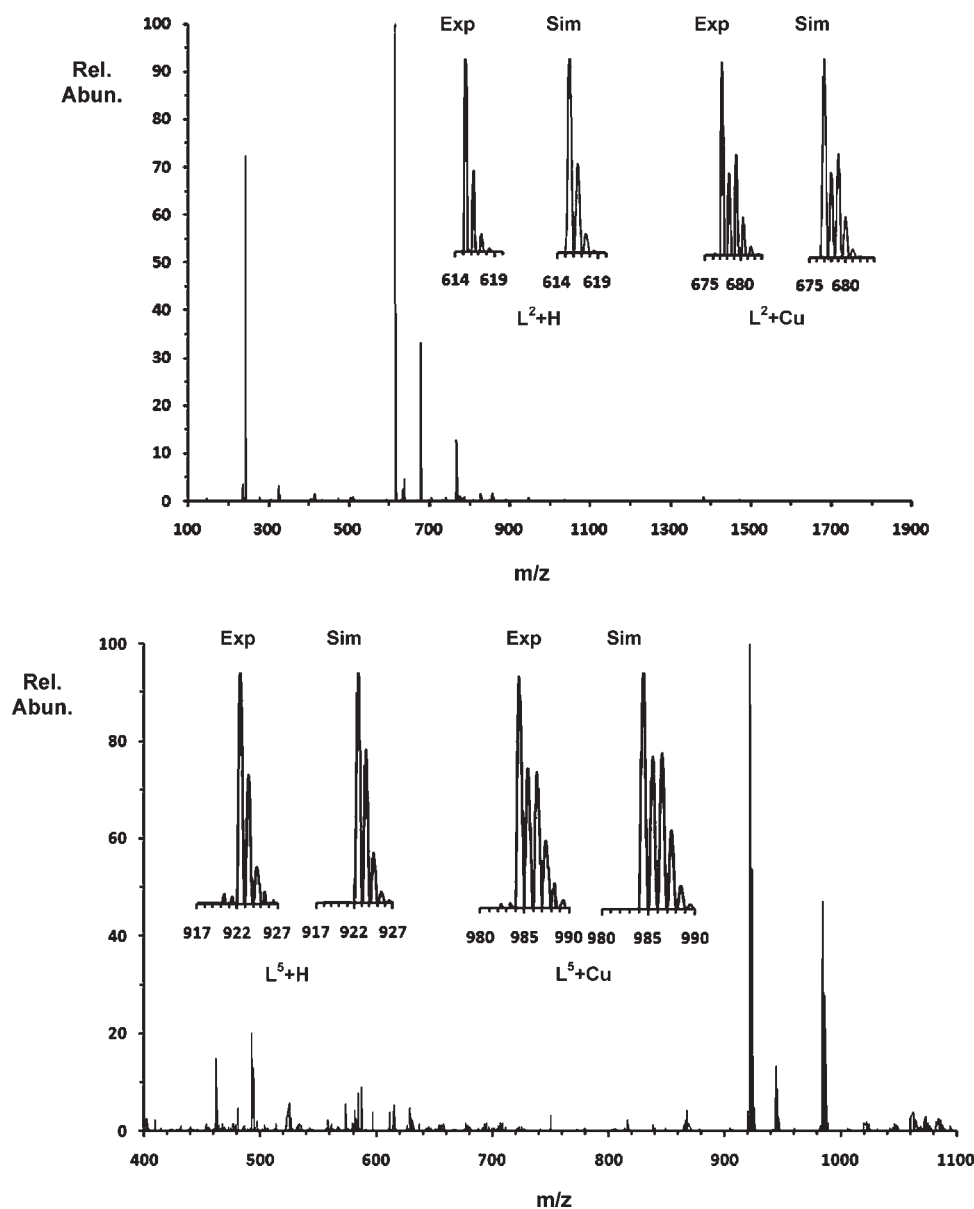 100
Exp Sim Exp Sim
Rel.
Abun.
90
80
70
60
50
40
30
20
10
0
614 619 614 619 675 680 675 680
L²+H L²+Cu
100 300 500 700 900 1100 1300 1500 1700 1900
m/z
Exp Sim Exp Sim
100
Rel.
Abun.
80
60
40
20
0
917 922 927 917 922 927 980 985 990 980 985 990
L⁵+H L⁵+Cu
400 500 600 700 800 900 1000 1100
m/z